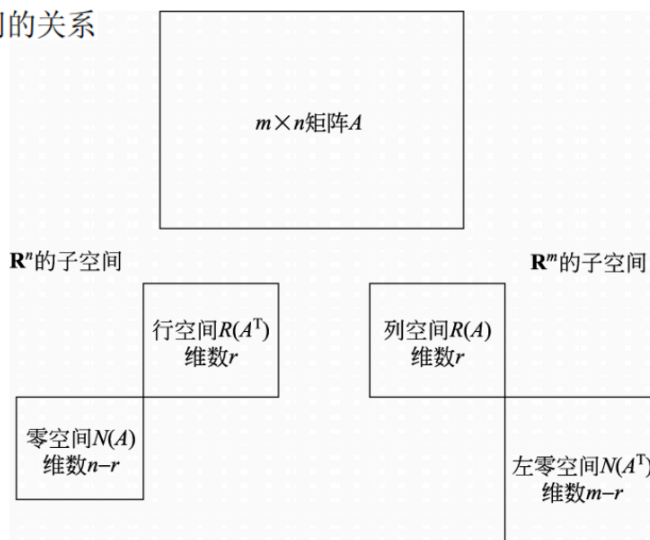 的关系
m×n矩阵A
Rⁿ的子空间
Rᵐ的子空间
行空间R(Aᵀ)
维数r
列空间R(A)
维数r
零空间N(A)
维数n–r
左零空间N(Aᵀ)
维数m–r